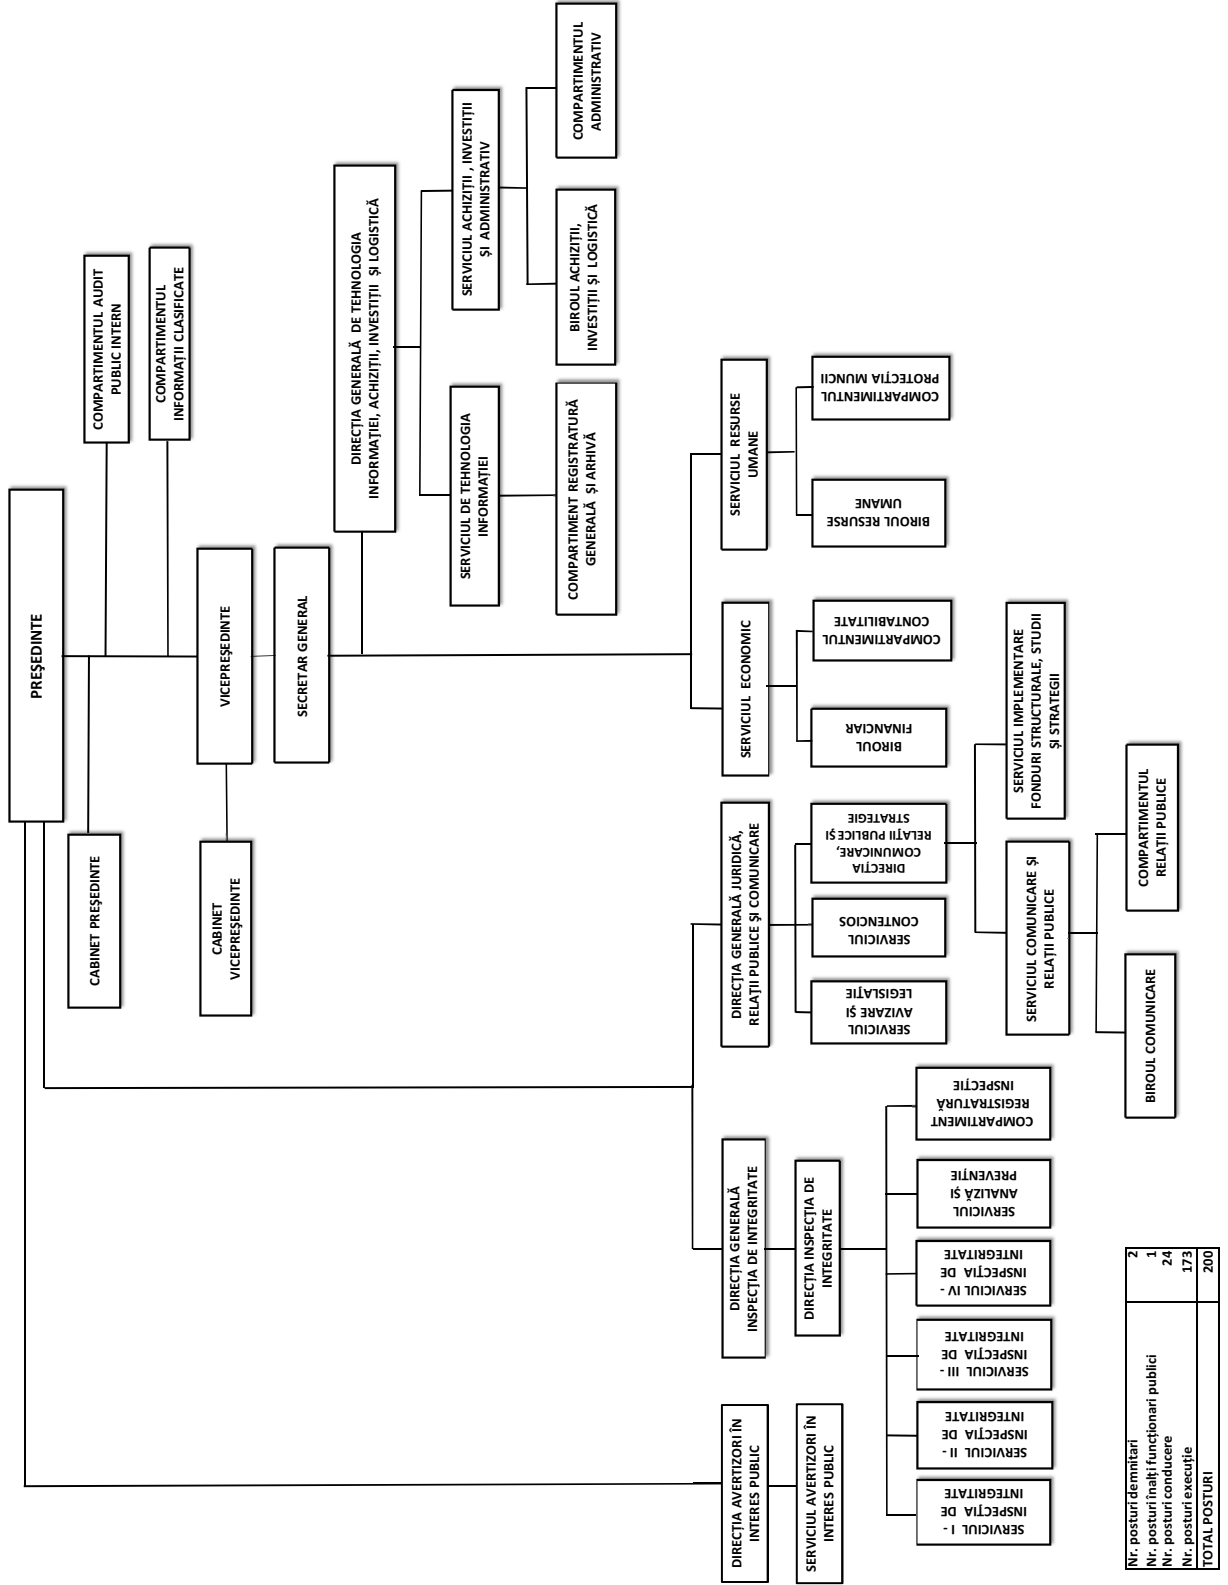 PREŞEDINTE
COMPARTIMENTUL AUDIT
PUBLIC INTERN
CABINET PREŞEDINTE
COMPARTIMENTUL
INFORMAŢII CLASIFICATE
VICEPREŞEDINTE
CABINET
VICEPREŞEDINTE
SECRETAR GENERAL
DIRECȚIA GENERALĂ DE TEHNOLOGIA
INFORMAȚIEI, ACHIZIȚII, INVESTIȚII ȘI LOGISTICĂ
SERVICIUL DE TEHNOLOGIA
INFORMAȚIEI
SERVICIUL ACHIZIȚII , INVESTIȚII
ȘI ADMINISTRATIV
COMPARTIMENT REGISTRATURĂ
GENERALĂ ȘI ARHIVĂ
BIROUL ACHIZIȚII,
INVESTIȚII ȘI LOGISTICĂ
COMPARTIMENTUL
ADMINISTRATIV
DIRECȚIA AVERTIZORI ÎN
INTERES PUBLIC
DIRECȚIA GENERALĂ
INSPECȚIA DE INTEGRITATE
DIRECȚIA GENERALĂ JURIDICĂ,
RELAȚII PUBLICE ȘI COMUNICARE
SERVICIUL ECONOMIC
SERVICIUL RESURSE
UMANE
SERVICIUL AVERTIZORI ÎN
INTERES PUBLIC
DIRECȚIA INSPECȚIA DE
INTEGRITATE
SERVICIUL
AVIZARE ȘI
LEGISLAȚIE
SERVICIUL
CONTENCIOS
DIRECȚIA
COMUNICARE,
RELAȚII PUBLICE ȘI
STRATEGIE
BIROUL
FINANCIAR
COMPARTIMENTUL
CONTABILITATE
BIROUL RESURSE
UMANE
COMPARTIMENTUL
PROTECȚIA MUNCII
SERVICIUL I -
INSPECȚIA DE
INTEGRITATE
SERVICIUL II -
INSPECȚIA DE
INTEGRITATE
SERVICIUL III -
INSPECȚIA DE
INTEGRITATE
SERVICIUL IV -
INSPECȚIA DE
INTEGRITATE
SERVICIUL
ANALIZĂ ȘI
PREVENȚIE
COMPARTIMENT
REGISTRATURĂ
INSPECȚIE
SERVICIUL COMUNICARE ȘI
RELAȚII PUBLICE
SERVICIUL IMPLEMENTARE
FONDURI STRUCTURALE, STUDII
ȘI STRATEGII
BIROUL COMUNICARE
COMPARTIMENTUL
RELAȚII PUBLICE
Nr. posturi demnitari 2
Nr. posturi înalți funcționari publici 1
Nr. posturi conducere 24
Nr. posturi execuție 173
TOTAL POSTURI 200